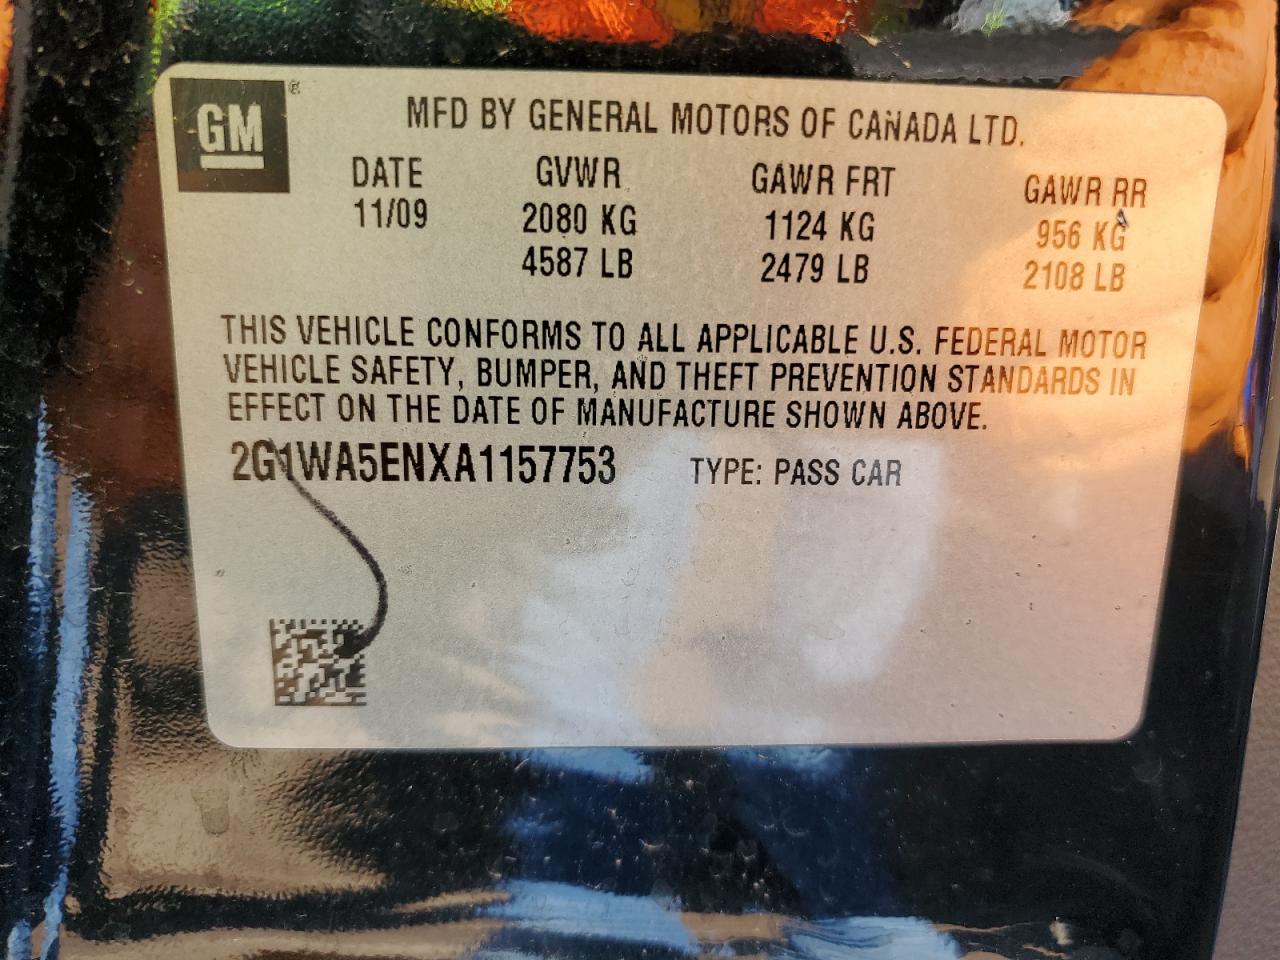 GM ®
MFD BY GENERAL MOTORS OF CANADA LTD.
DATE GVWR GAWR FRT GAWR RR
11/09 2080 KG 1124 KG 956 KG
4587 LB 2479 LB 2108 LB
THIS VEHICLE CONFORMS TO ALL APPLICABLE U.S. FEDERAL MOTOR
VEHICLE SAFETY, BUMPER, AND THEFT PREVENTION STANDARDS IN
EFFECT ON THE DATE OF MANUFACTURE SHOWN ABOVE.
2G1WA5ENXA1157753 TYPE: PASS CAR